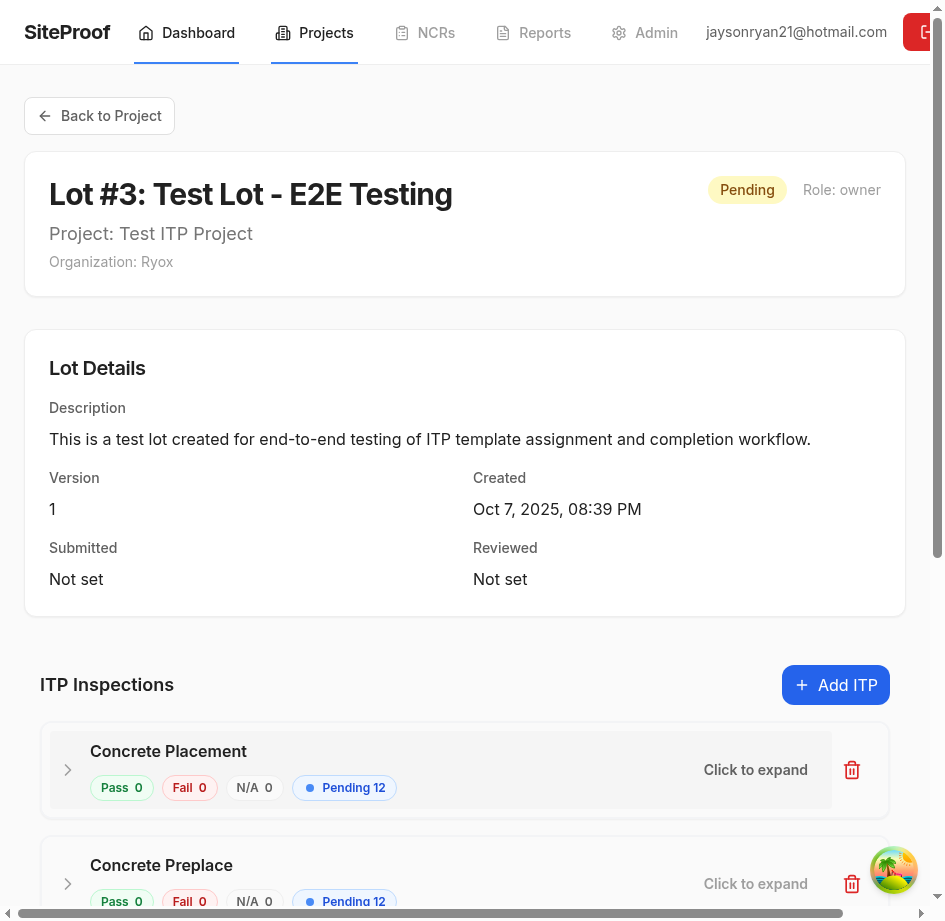 SiteProof
Dashboard
Projects
NCRs
Reports
Admin
jaysonryan21@hotmail.com
Back to Project
Lot #3: Test Lot - E2E Testing
Pending
Role: owner
Project: Test ITP Project
Organization: Ryox
Lot Details
Description
This is a test lot created for end-to-end testing of ITP template assignment and completion workflow.
Version
Created
1
Oct 7, 2025, 08:39 PM
Submitted
Reviewed
Not set
Not set
ITP Inspections
Add ITP
Concrete Placement
Pass 0
Fail 0
N/A 0
Pending 12
Click to expand
Concrete Preplace
Pass 0
Fail 0
N/A 0
Pending 12
Click to expand